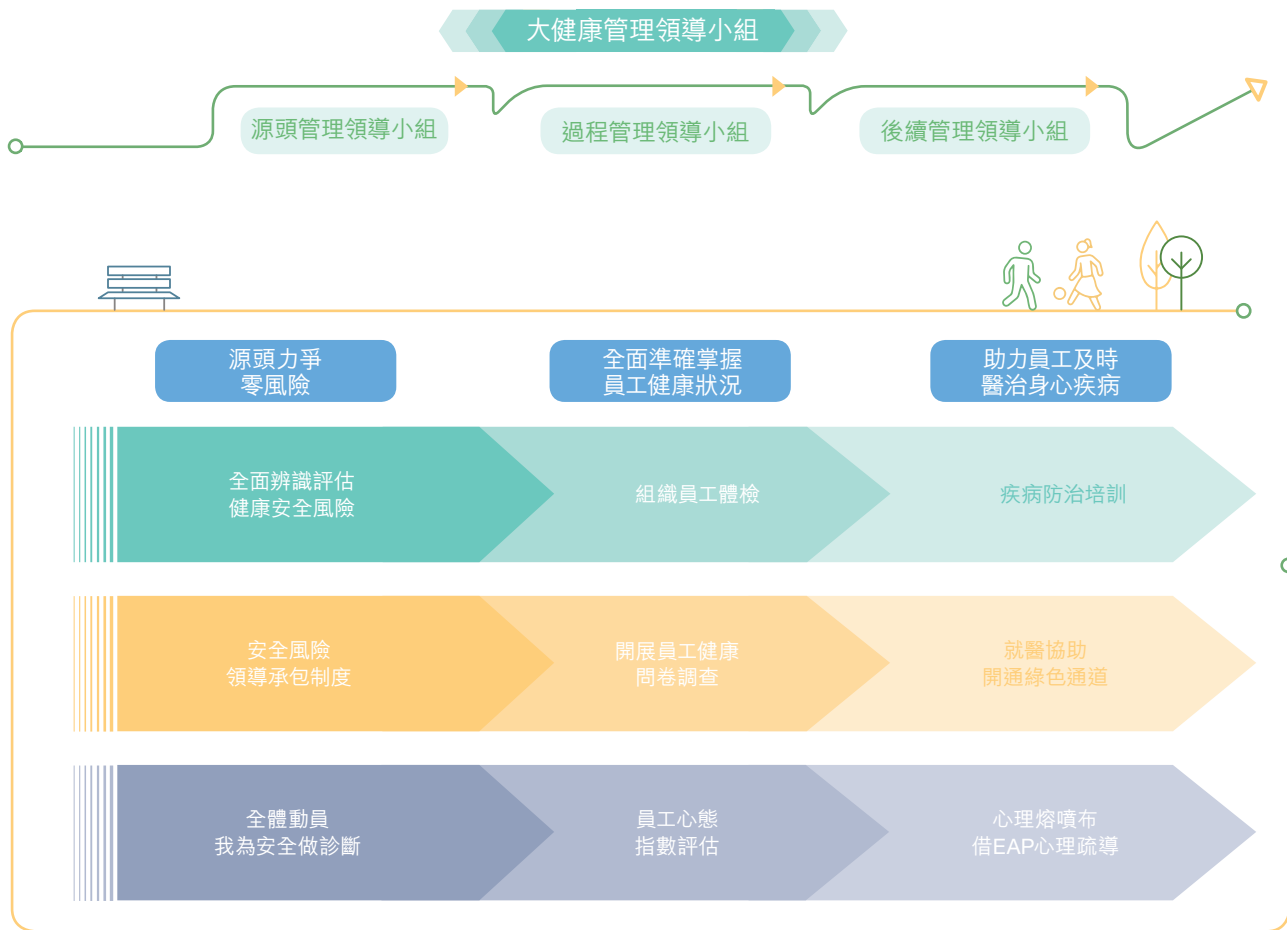 大健康管理領導小組
源頭管理領導小組
過程管理領導小組
後續管理領導小組
源頭力爭
零風險
全面準確掌握
員工健康狀況
助力員工及時
醫治身心疾病
全面辨識評估
健康安全風險
組織員工體檢
疾病防治培訓
安全風險
領導承包制度
開展員工健康
問卷調查
就醫協助
開通綠色通道
全體動員
我為安全做診斷
員工心態
指數評估
心理熔噴布
借EAP心理疏導